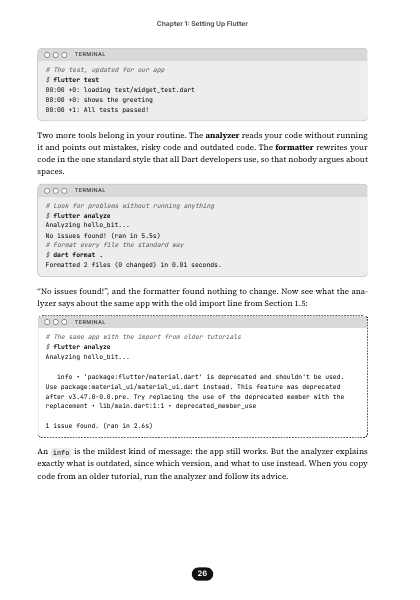 Chapter 1: Setting Up Flutter
TERMINAL
# The test, updated for our app
$ flutter test
00:00 +0: loading test/widget_test.dart
00:00 +0: shows the greeting
00:00 +1: All tests passed!
Two more tools belong in your routine. The analyzer reads your code without running
it and points out mistakes, risky code and outdated code. The formatter rewrites your
code in the one standard style that all Dart developers use, so that nobody argues about
spaces.
TERMINAL
# Look for problems without running anything
$ flutter analyze
Analyzing hello_bit...
No issues found! (ran in 5.5s)
# Format every file the standard way
$ dart format .
Formatted 2 files (0 changed) in 0.01 seconds.
“No issues found!”, and the formatter found nothing to change. Now see what the ana-
lyzer says about the same app with the old import line from Section 1.5:
TERMINAL
# The same app with the import from older tutorials
$ flutter analyze
Analyzing hello_bit...
info • 'package:flutter/material.dart' is deprecated and shouldn't be used.
Use package:material_ui/material_ui.dart instead. This feature was deprecated
after v3.47.0-0.0.pre. Try replacing the use of the deprecated member with the
replacement • lib/main.dart:1:1 • deprecated_member_use
1 issue found. (ran in 2.6s)
An info is the mildest kind of message: the app still works. But the analyzer explains
exactly what is outdated, since which version, and what to use instead. When you copy
code from an older tutorial, run the analyzer and follow its advice.
26